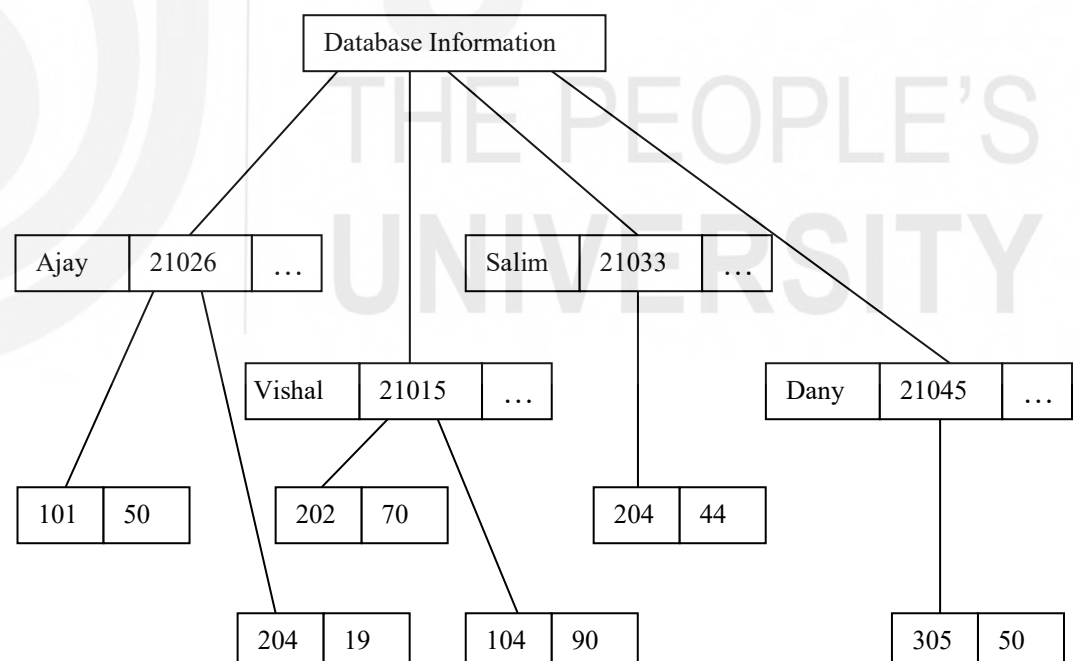 Database Information
THE PEOPLE'S
UNIVERSITY
Ajay 21026 ...
Salim 21033 ...
Vishal 21015 ...
Dany 21045 ...
101 50
202 70
204 44
204 19
104 90
305 50